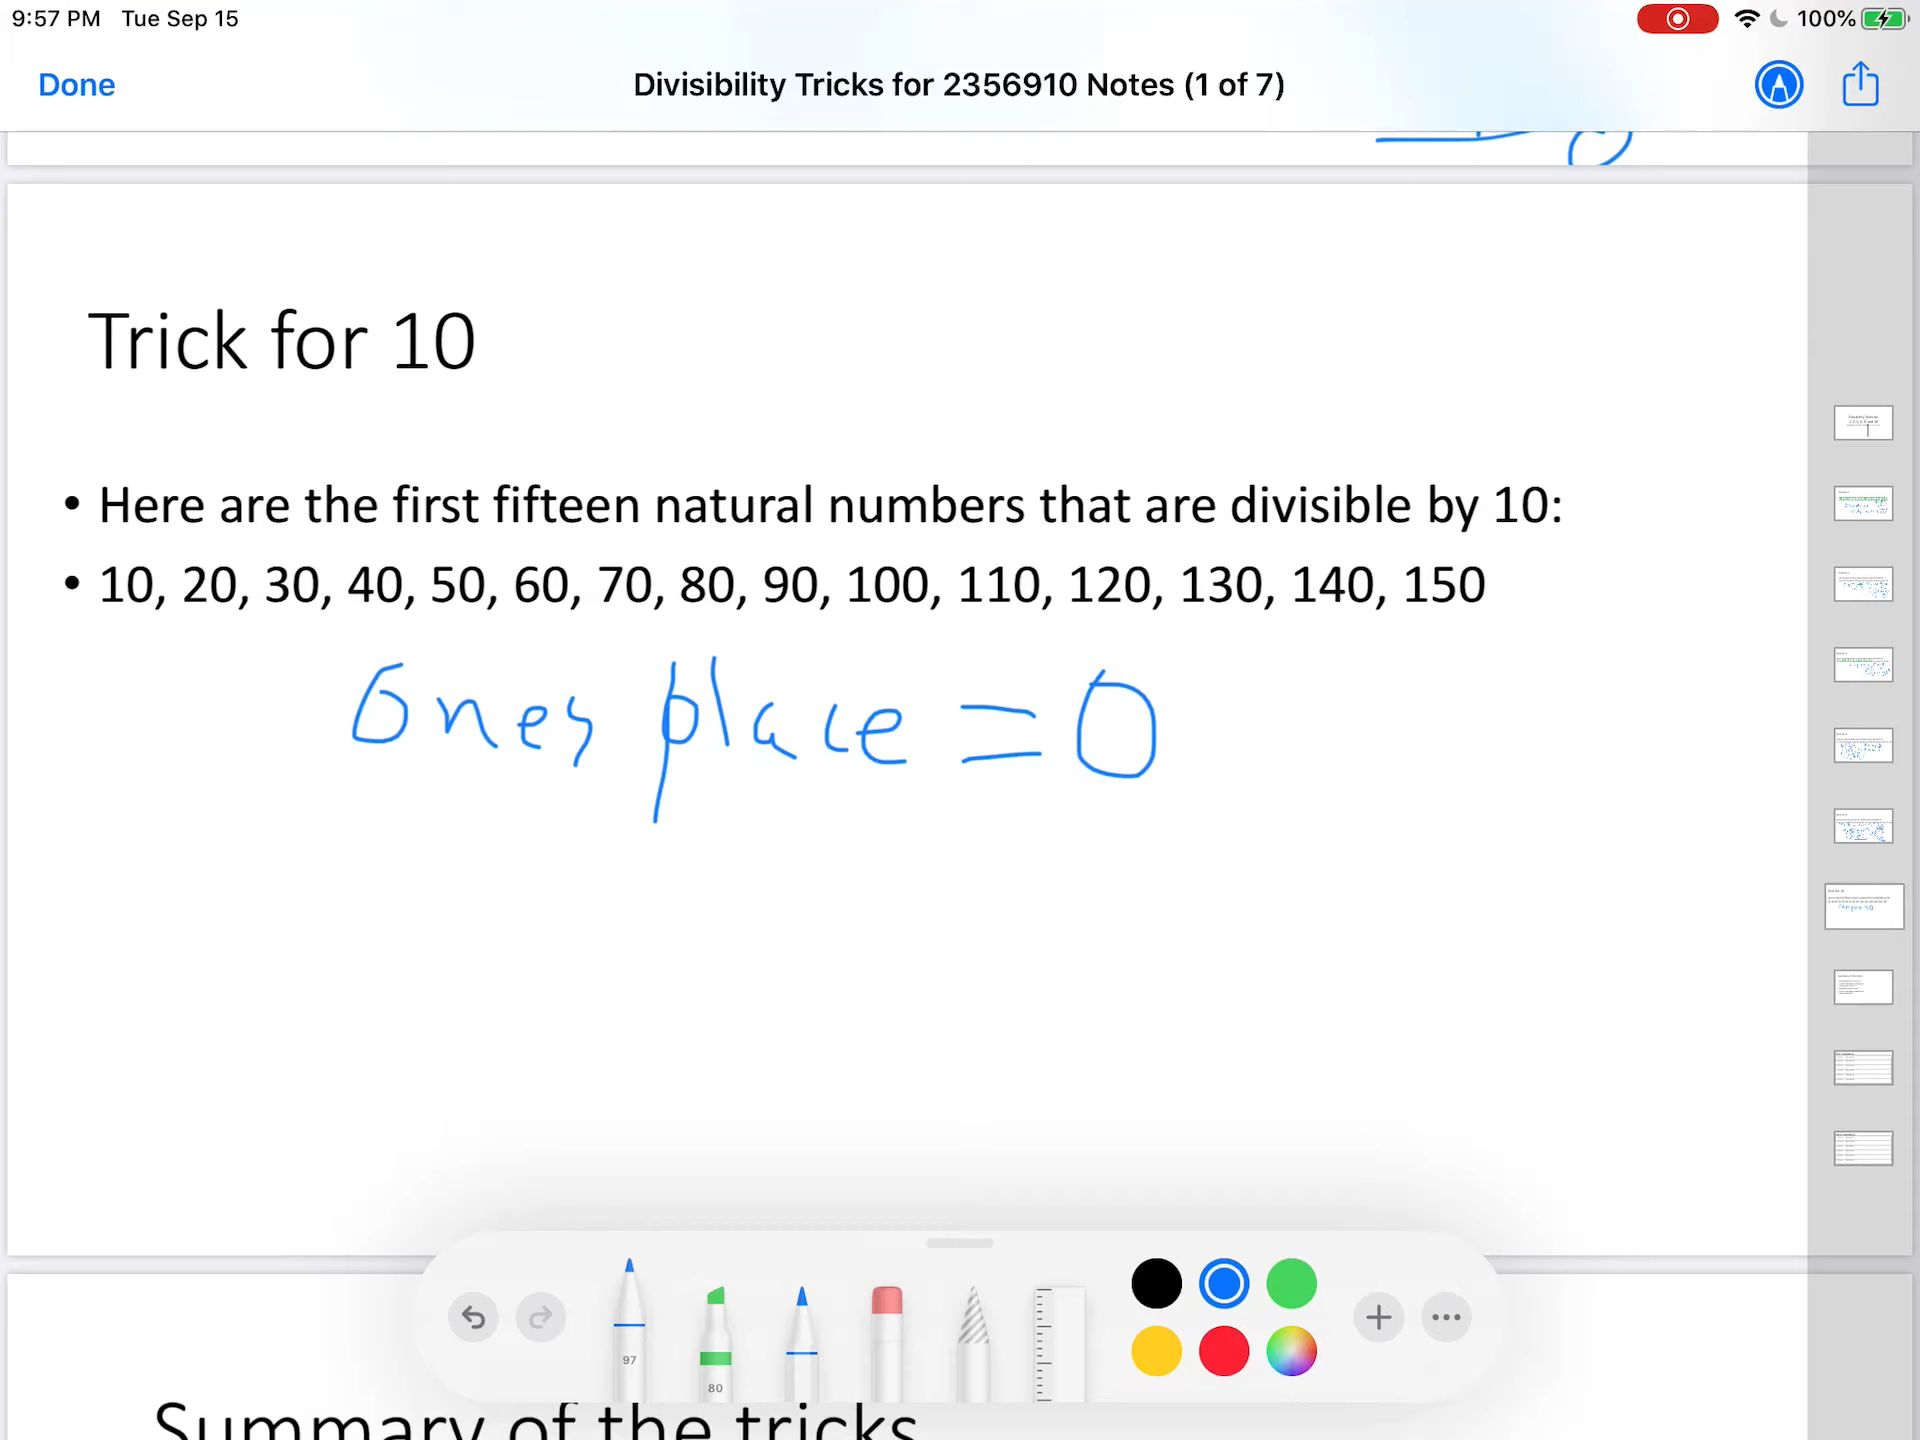 9:57 PM Tue Sep 15 100%
Done Divisibility Tricks for 2356910 Notes (1 of 7)
Trick for 10
• Here are the first fifteen natural numbers that are divisible by 10:
• 10, 20, 30, 40, 50, 60, 70, 80, 90, 100, 110, 120, 130, 140, 150
Ones place = 0
97
80
Summary of the tricks